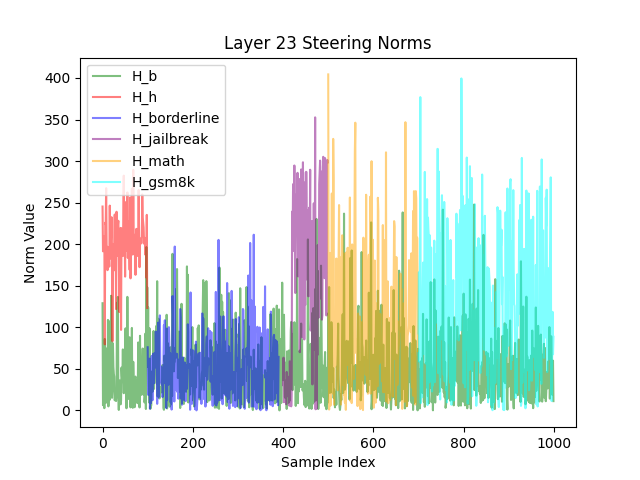 Layer 23 Steering Norms
H_b
H_h
H_borderline
H_jailbreak
H_math
H_gsm8k
Norm Value
400
350
300
250
200
150
100
50
0
0
200
400
600
800
1000
Sample Index